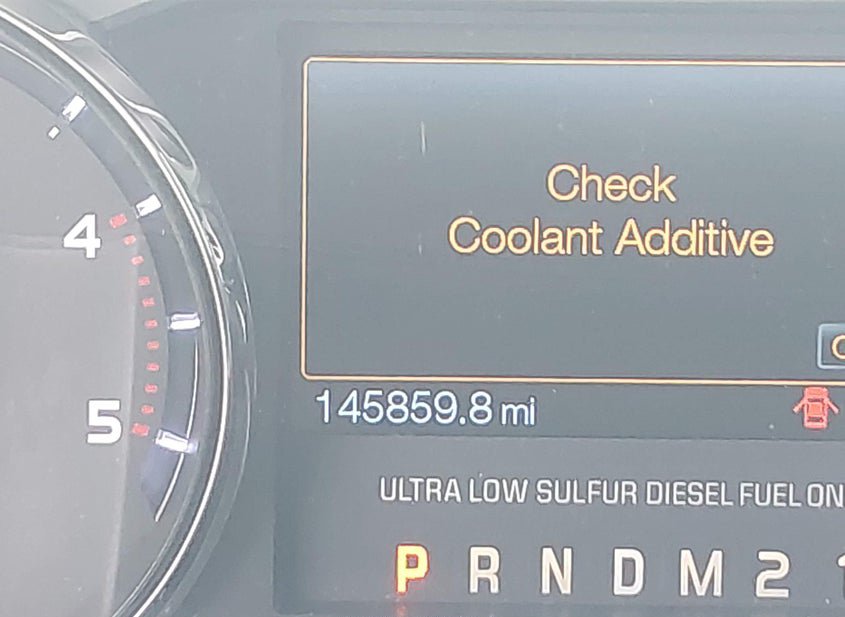 4
5
Check
Coolant Additive
145859.8 mi
ULTRA LOW SULFUR DIESEL FUEL ON
P R N D M 2